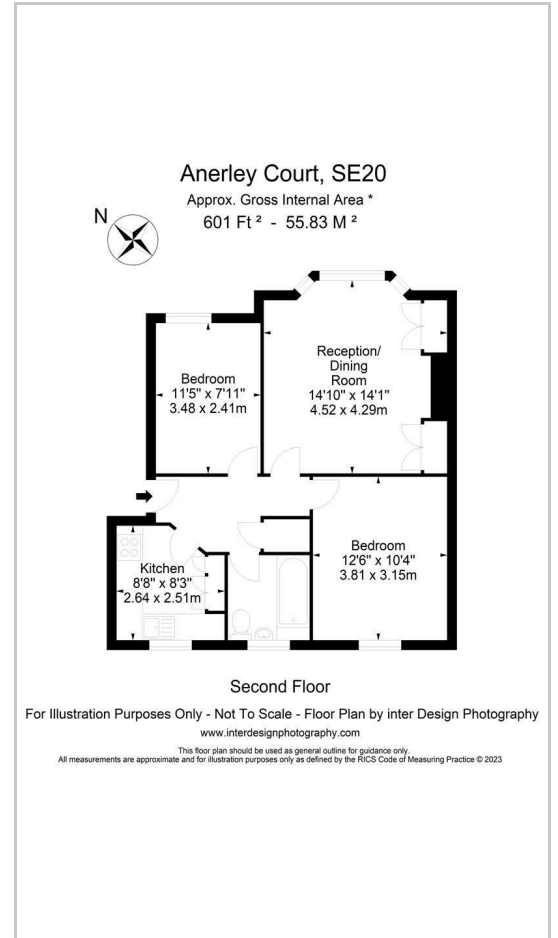 Anerley Court, SE20
Approx. Gross Internal Area *
601 Ft ² - 55.83 M ²
N
Bedroom
11'5" x 7'11"
3.48 x 2.41m
Reception/
Dining
Room
14'10" x 14'1"
4.52 x 4.29m
Kitchen
8'8" x 8'3"
2.64 x 2.51m
Bedroom
12'6" x 10'4"
3.81 x 3.15m
Second Floor
For Illustration Purposes Only - Not To Scale - Floor Plan by inter Design Photography
www.interdesignphotography.com
This floor plan should be used as general outline for guidance only.
All measurements are approximate and for illustration purposes only as defined by the RICS Code of Measuring Practice © 2023